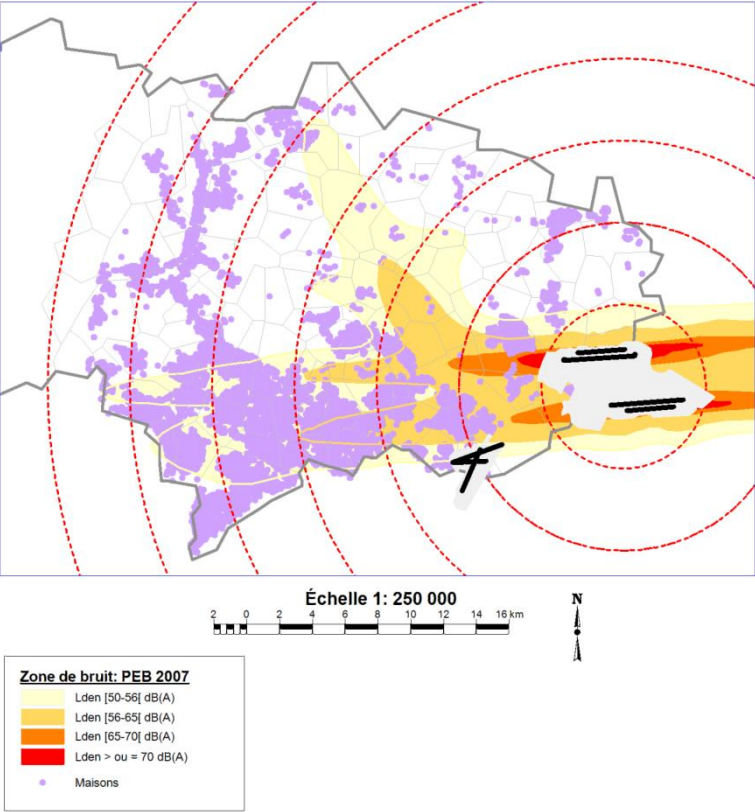 Échelle 1: 250 000
2 0 2 4 6 8 10 12 14 16 km
N
Zone de bruit: PEB 2007
Lden [50-56[ dB(A)
Lden [56-65[ dB(A)
Lden [65-70[ dB(A)
Lden > ou = 70 dB(A)
Maisons